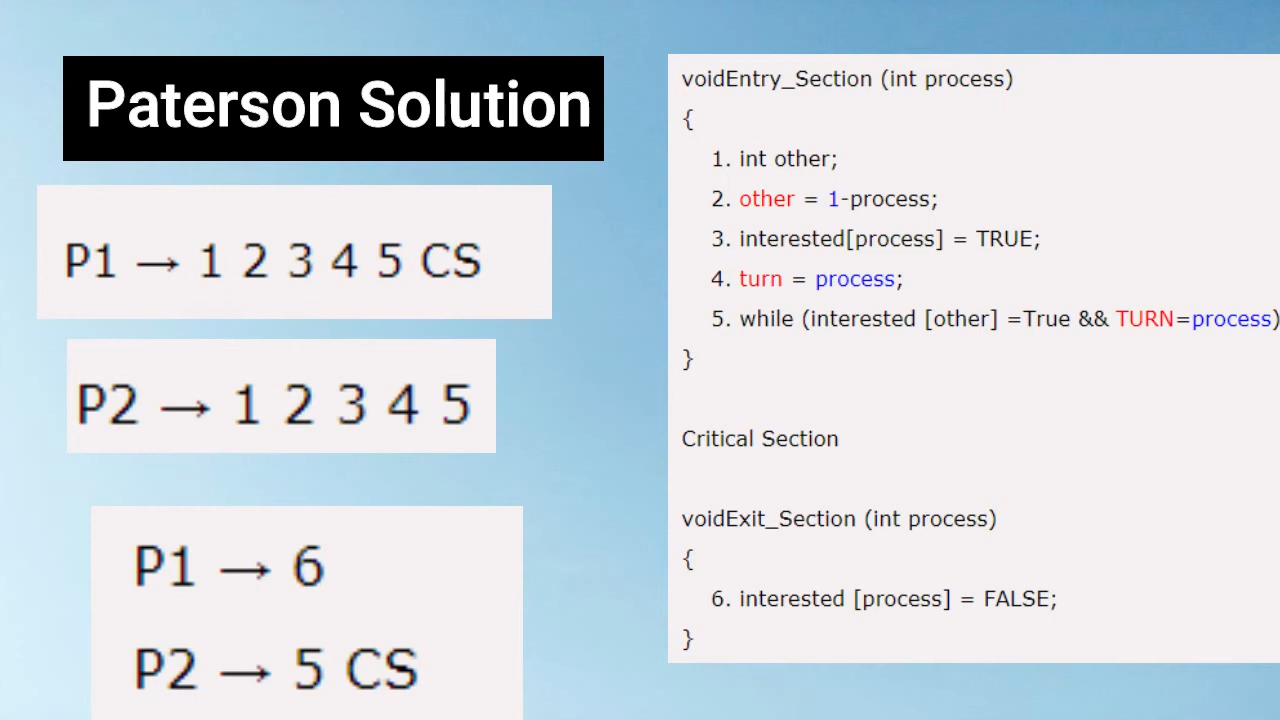 Paterson Solution
P1 → 1 2 3 4 5 CS
P2 → 1 2 3 4 5
P1 → 6
P2 → 5 CS
voidEntry_Section (int process)
{
1. int other;
2. other = 1-process;
3. interested[process] = TRUE;
4. turn = process;
5. while (interested [other] =True && TURN=process)
}
Critical Section
voidExit_Section (int process)
{
6. interested [process] = FALSE;
}